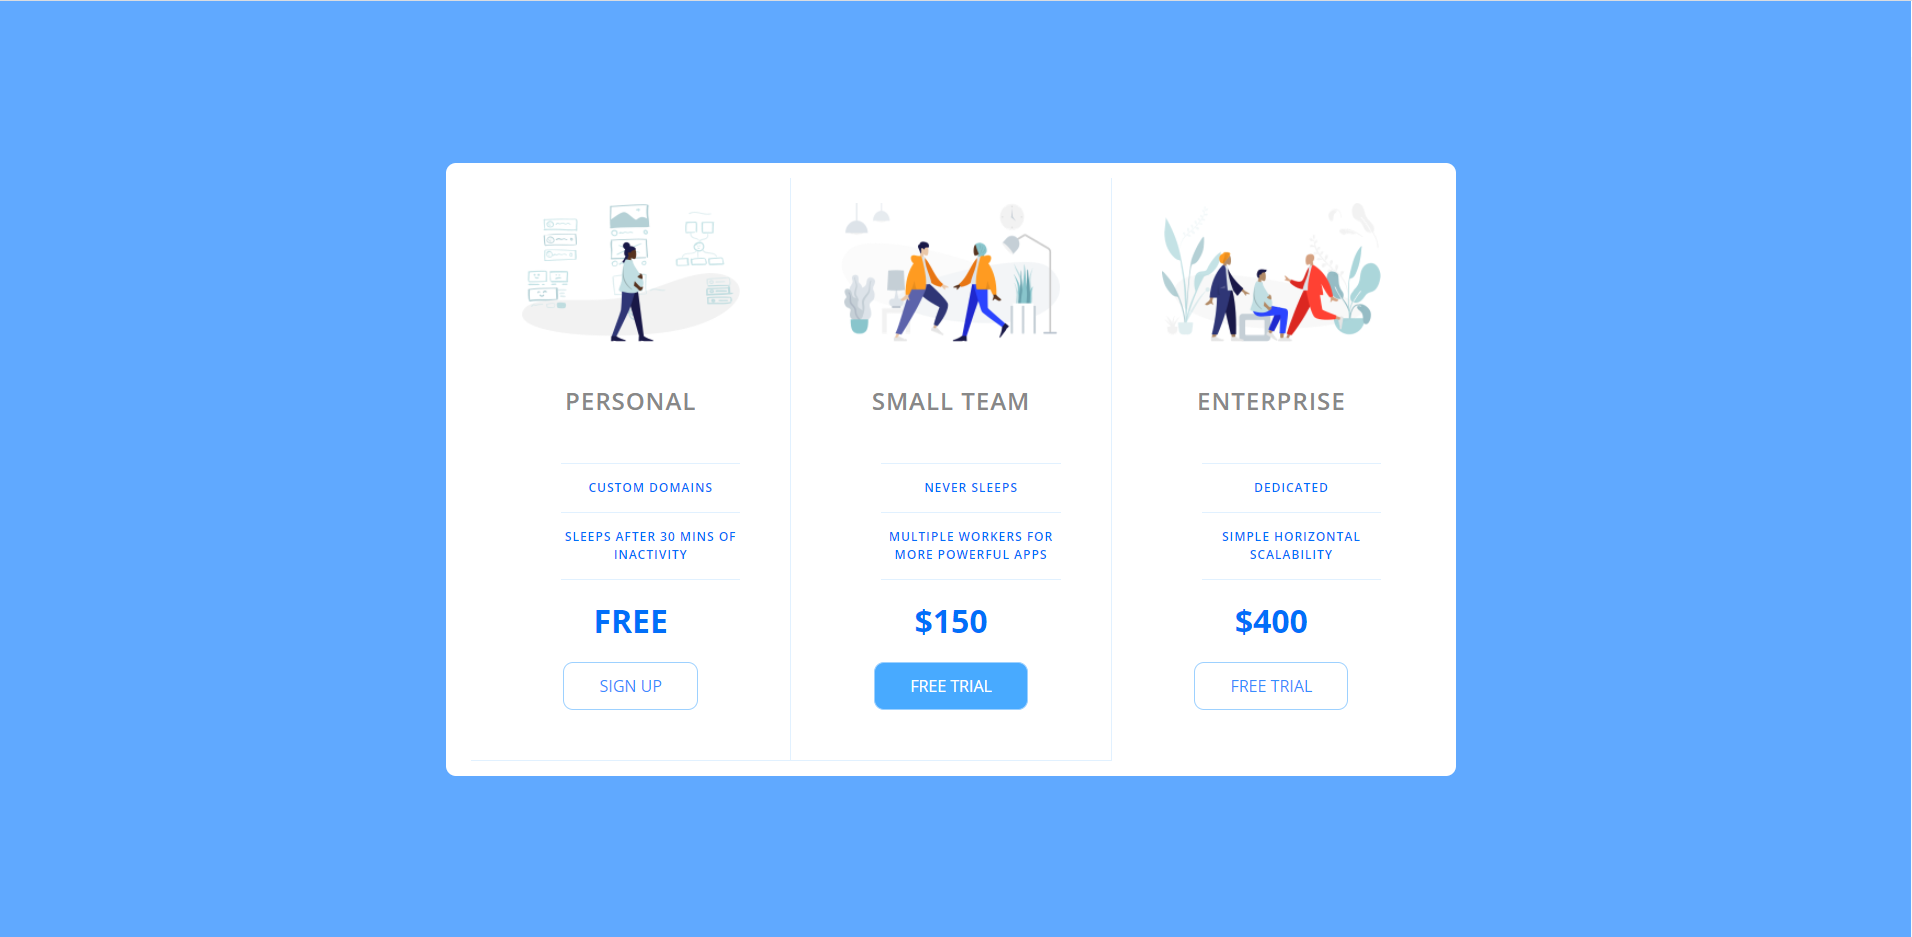 PERSONAL
CUSTOM DOMAINS
SLEEPS AFTER 30 MINS OF
INACTIVITY
FREE
SIGN UP
SMALL TEAM
NEVER SLEEPS
MULTIPLE WORKERS FOR
MORE POWERFUL APPS
$150
FREE TRIAL
ENTERPRISE
DEDICATED
SIMPLE HORIZONTAL
SCALABILITY
$400
FREE TRIAL